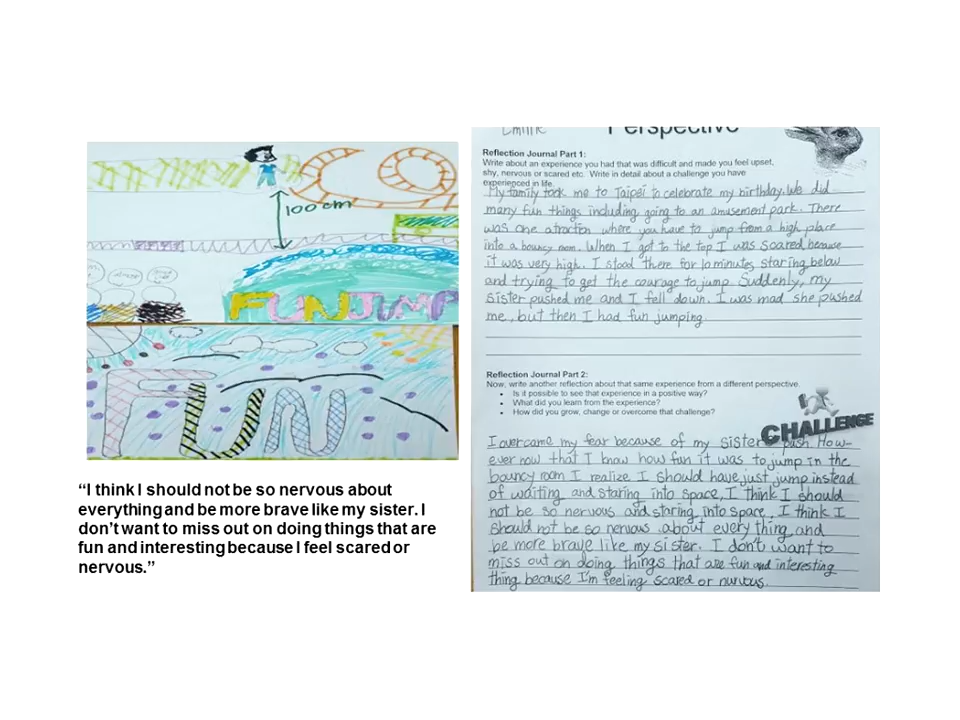 CO
100 cm
FUNJUMP
FUN
“I think I should not be so nervous about
everything and be more brave like my sister. I
don’t want to miss out on doing things that are
fun and interesting because I feel scared or
nervous.”
Perspective
Reflection Journal Part 1:
Write about an experience you had that was difficult and made you feel upset,
shy, nervous or scared etc. Write in detail about a challenge you have
experienced in life.
My family took me to Taipei to celebrate my birthday. We did
many fun things including going to an amusement park. There
was one atraction where you have to jump from a high place
into a bouncy room. When I got to the top I was scared because
it was very high. I stood there for 10 minutes staring below
and trying to get the courage to jump. Suddenly, my
sister pushed me and I fell down. I was mad she pushed
me, but then I had fun jumping.
Reflection Journal Part 2:
Now, write another reflection about that same experience from a different perspective.
• Is it possible to see that experience in a positive way?
• What did you learn from the experience?
• How did you grow, change or overcome that challenge?
CHALLENGE
I overcame my fear because of my sister push. How-
ever now that I know how fun it was to jump in the
bouncy room I realize I should have just jump instead
of waiting and staring into space, I think I should
not be so nervous and staring into space, I think I
should not be so nervous about every thing and
be more brave like my sister. I don't want to
miss out on doing things that are fun and interesting
thing because I'm feeling scared or